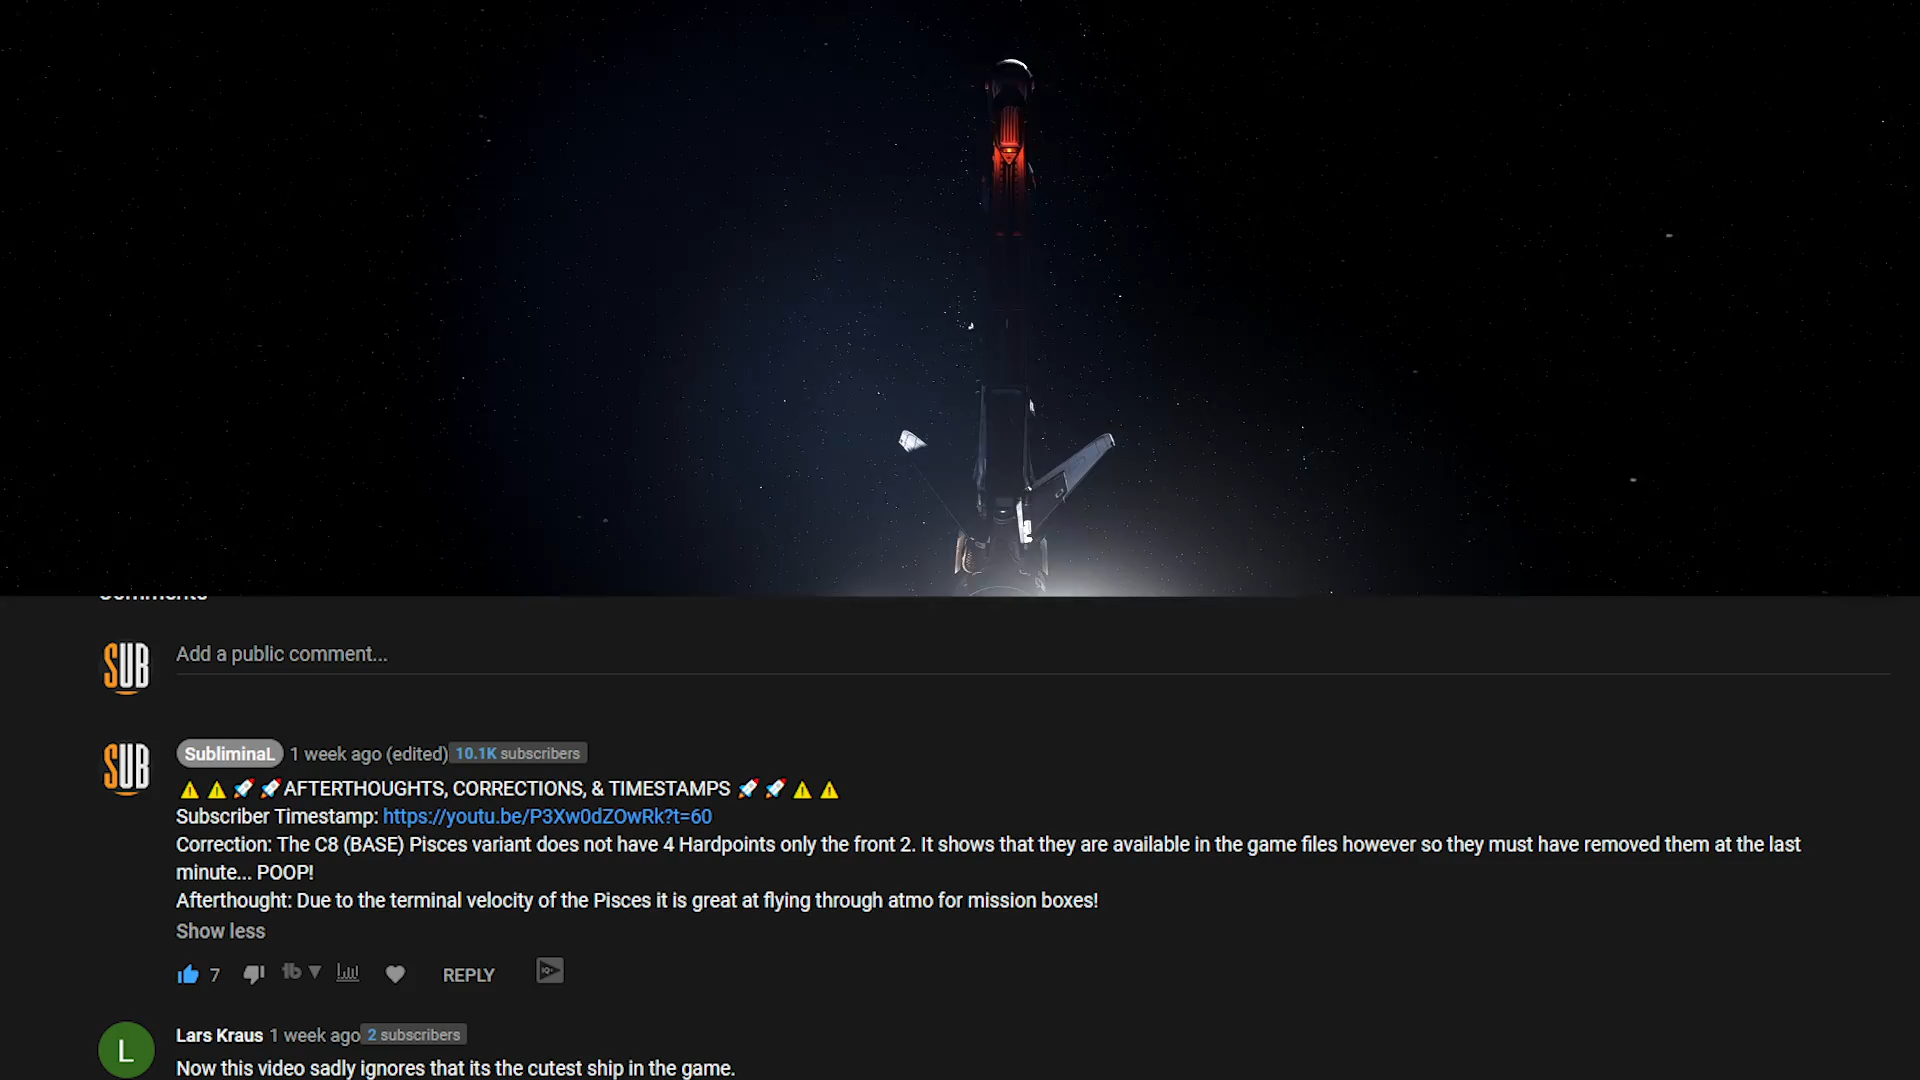 Comments
SUB
Add a public comment...
SUB
SubliminaL 1 week ago (edited) 10.1K subscribers
⚠⚠🚀🚀AFTERTHOUGHTS, CORRECTIONS, & TIMESTAMPS 🚀🚀⚠⚠
Subscriber Timestamp: https://youtu.be/P3Xw0dZOwRk?t=60
Correction: The C8 (BASE) Pisces variant does not have 4 Hardpoints only the front 2. It shows that they are available in the game files however so they must have removed them at the last
minute... POOP!
Afterthought: Due to the terminal velocity of the Pisces it is great at flying through atmo for mission boxes!
Show less
7 tb REPLY
L
Lars Kraus 1 week ago 2 subscribers
Now this video sadly ignores that its the cutest ship in the game.